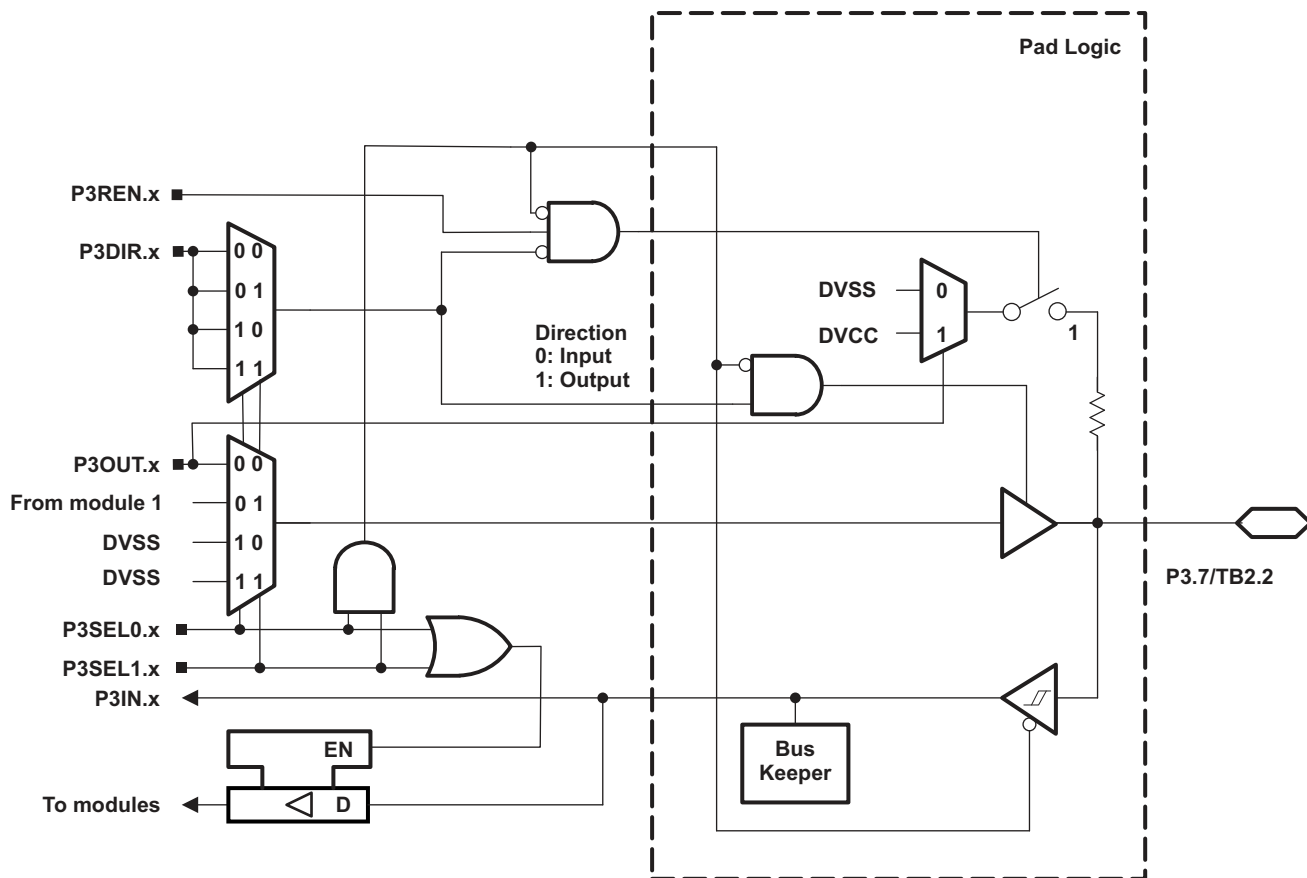 Pad Logic
P3REN.x
P3DIR.x
0 0
0 1
1 0
1 1
Direction
0: Input
1: Output
DVSS
DVCC
0
1
1
P3OUT.x
From module 1
DVSS
DVSS
0 0
0 1
1 0
1 1
P3.7/TB2.2
P3SEL0.x
P3SEL1.x
P3IN.x
EN
D
To modules
Bus
Keeper